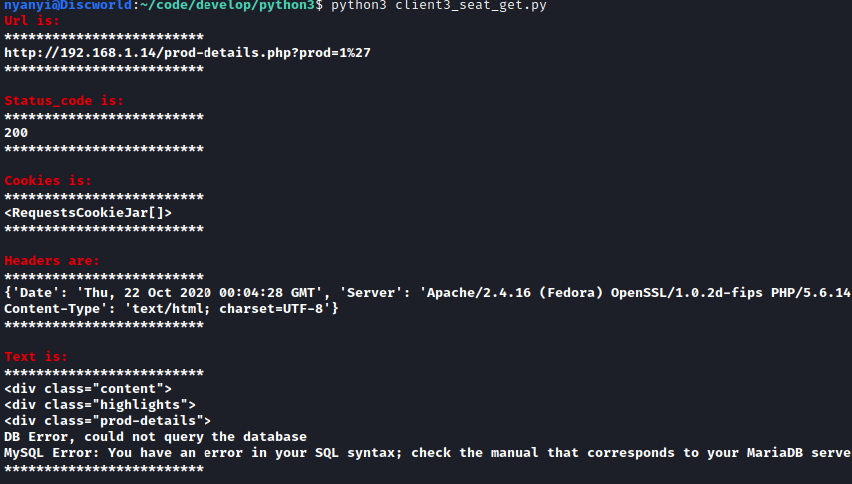 nyanyi@Discworld:~/code/develop/python3$ python3 client3_seat_get.py
Url is:
*************************
http://192.168.1.14/prod-details.php?prod=1%27
*************************
Status_code is:
*************************
200
*************************
Cookies is:
*************************
<RequestsCookieJar[]>
*************************
Headers are:
*************************
{'Date': 'Thu, 22 Oct 2020 00:04:28 GMT', 'Server': 'Apache/2.4.16 (Fedora) OpenSSL/1.0.2d-fips PHP/5.6.14
Content-Type': 'text/html; charset=UTF-8'}
*************************
Text is:
*************************
<div class="content">
<div class="highlights">
<div class="prod-details">
DB Error, could not query the database
MySQL Error: You have an error in your SQL syntax; check the manual that corresponds to your MariaDB serve
*************************